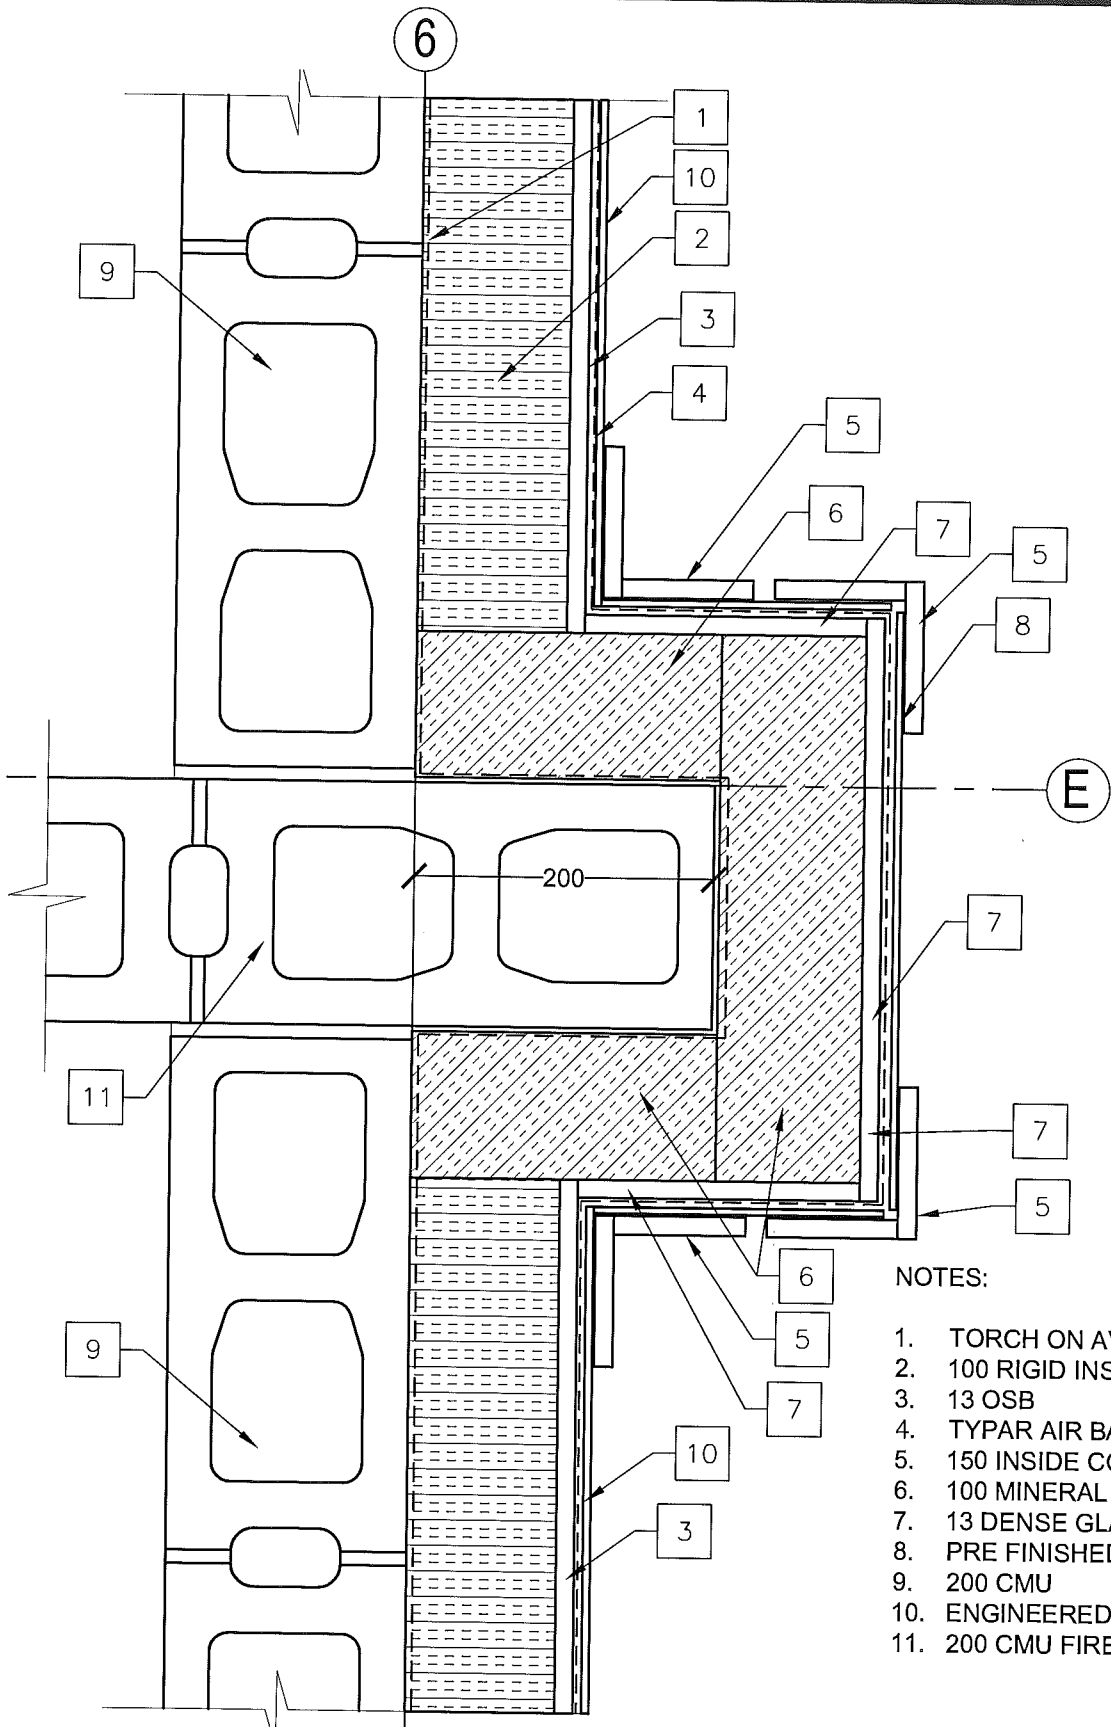 6
1
10
2
9
3
4
5
6
7
5
8
E
200
7
11
7
5
6
9
5
7
10
3
NOTES:
1. TORCH ON
2. 100 RIGID
3. 13 OSB
4. TYPAR AIR
5. 150 INSIDE
6. 100 MINERAL
7. 13 DENSE
8. PRE FINISHED
9. 200 CMU
10. ENGINEERED
11. 200 CMU FIRE